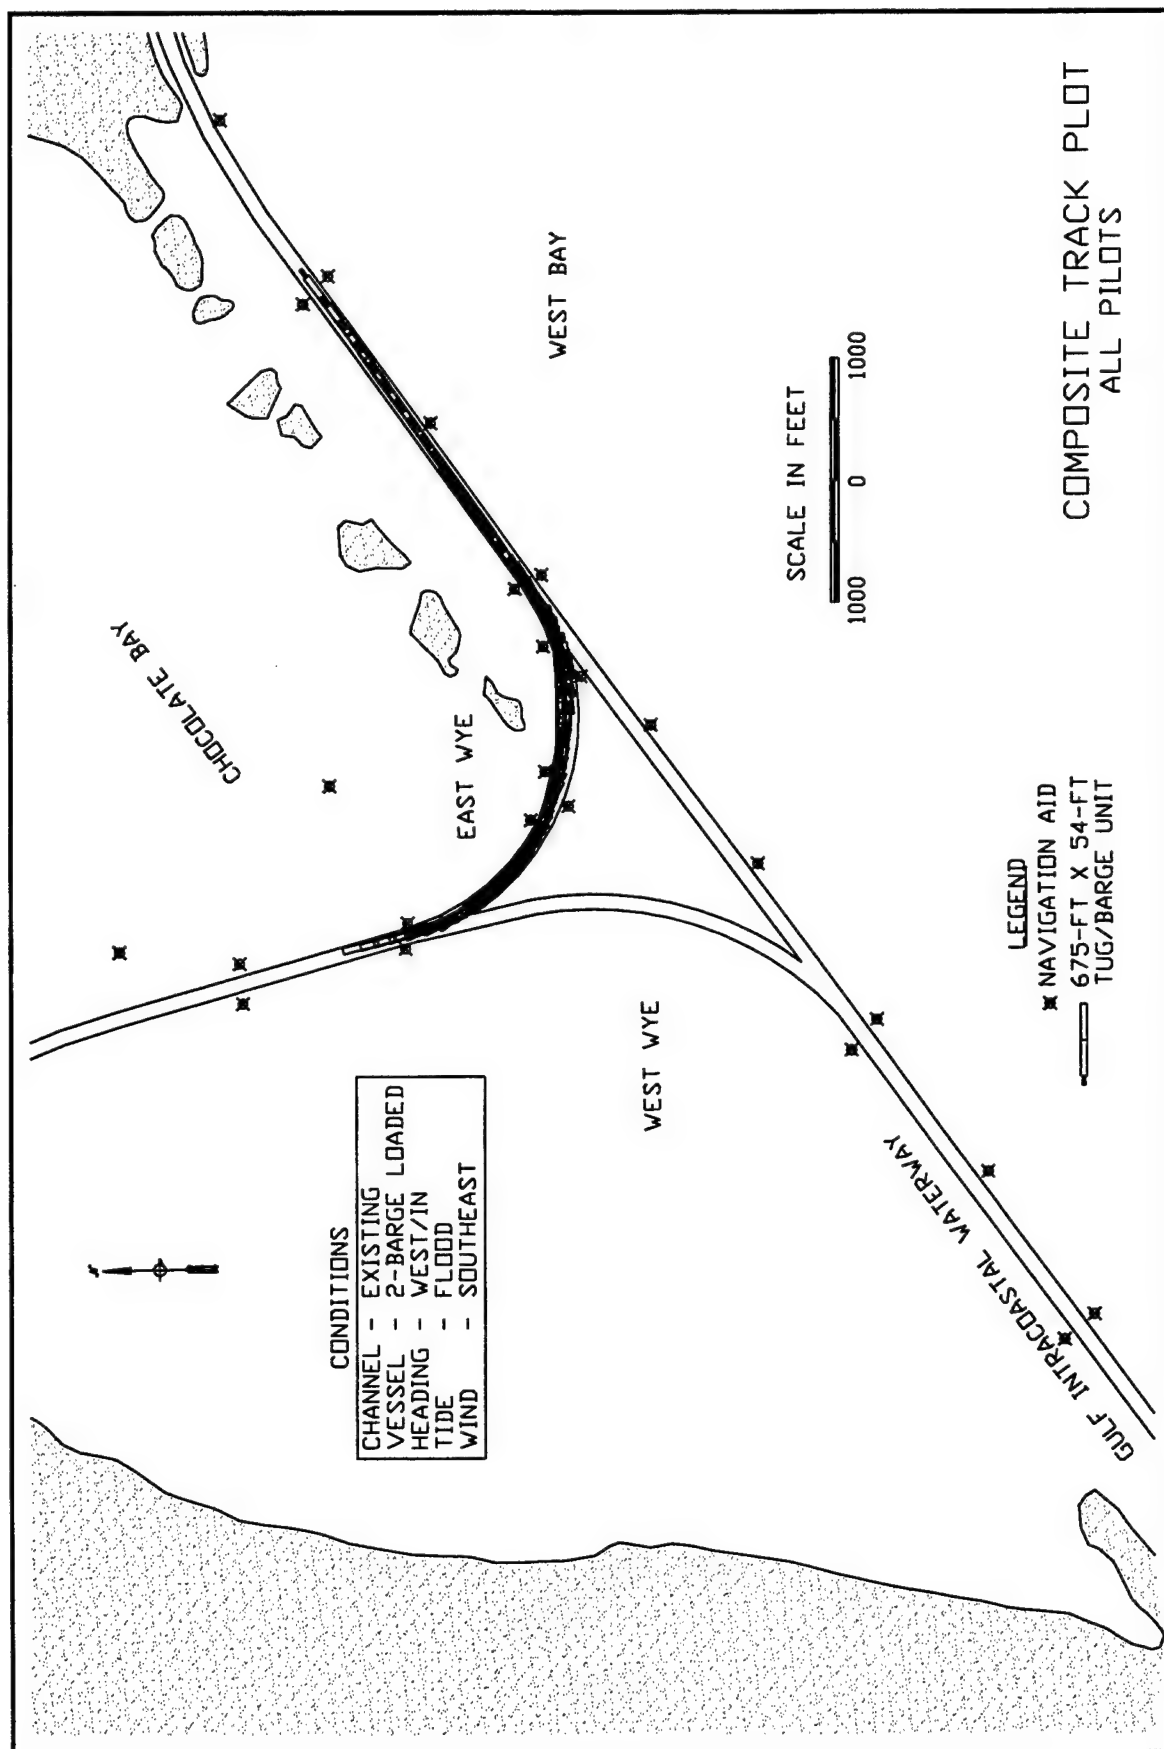 CHOCOLATE BAY
EAST WYE
WEST BAY
WEST WYE
GULF INTRACOASTAL WATERWAY
CONDITIONS
CHANNEL - EXISTING
VESSEL - 2-BARGE LOADED
HEADING - WEST/IN
TIDE - FLOOD
WIND - SOUTHEAST
SCALE IN FEET
1000 0 1000
LEGEND
NAVIGATION AID
675-FT X 54-FT
TUG/BARGE UNIT
COMPOSITE TRACK PLOT
ALL PILOTS